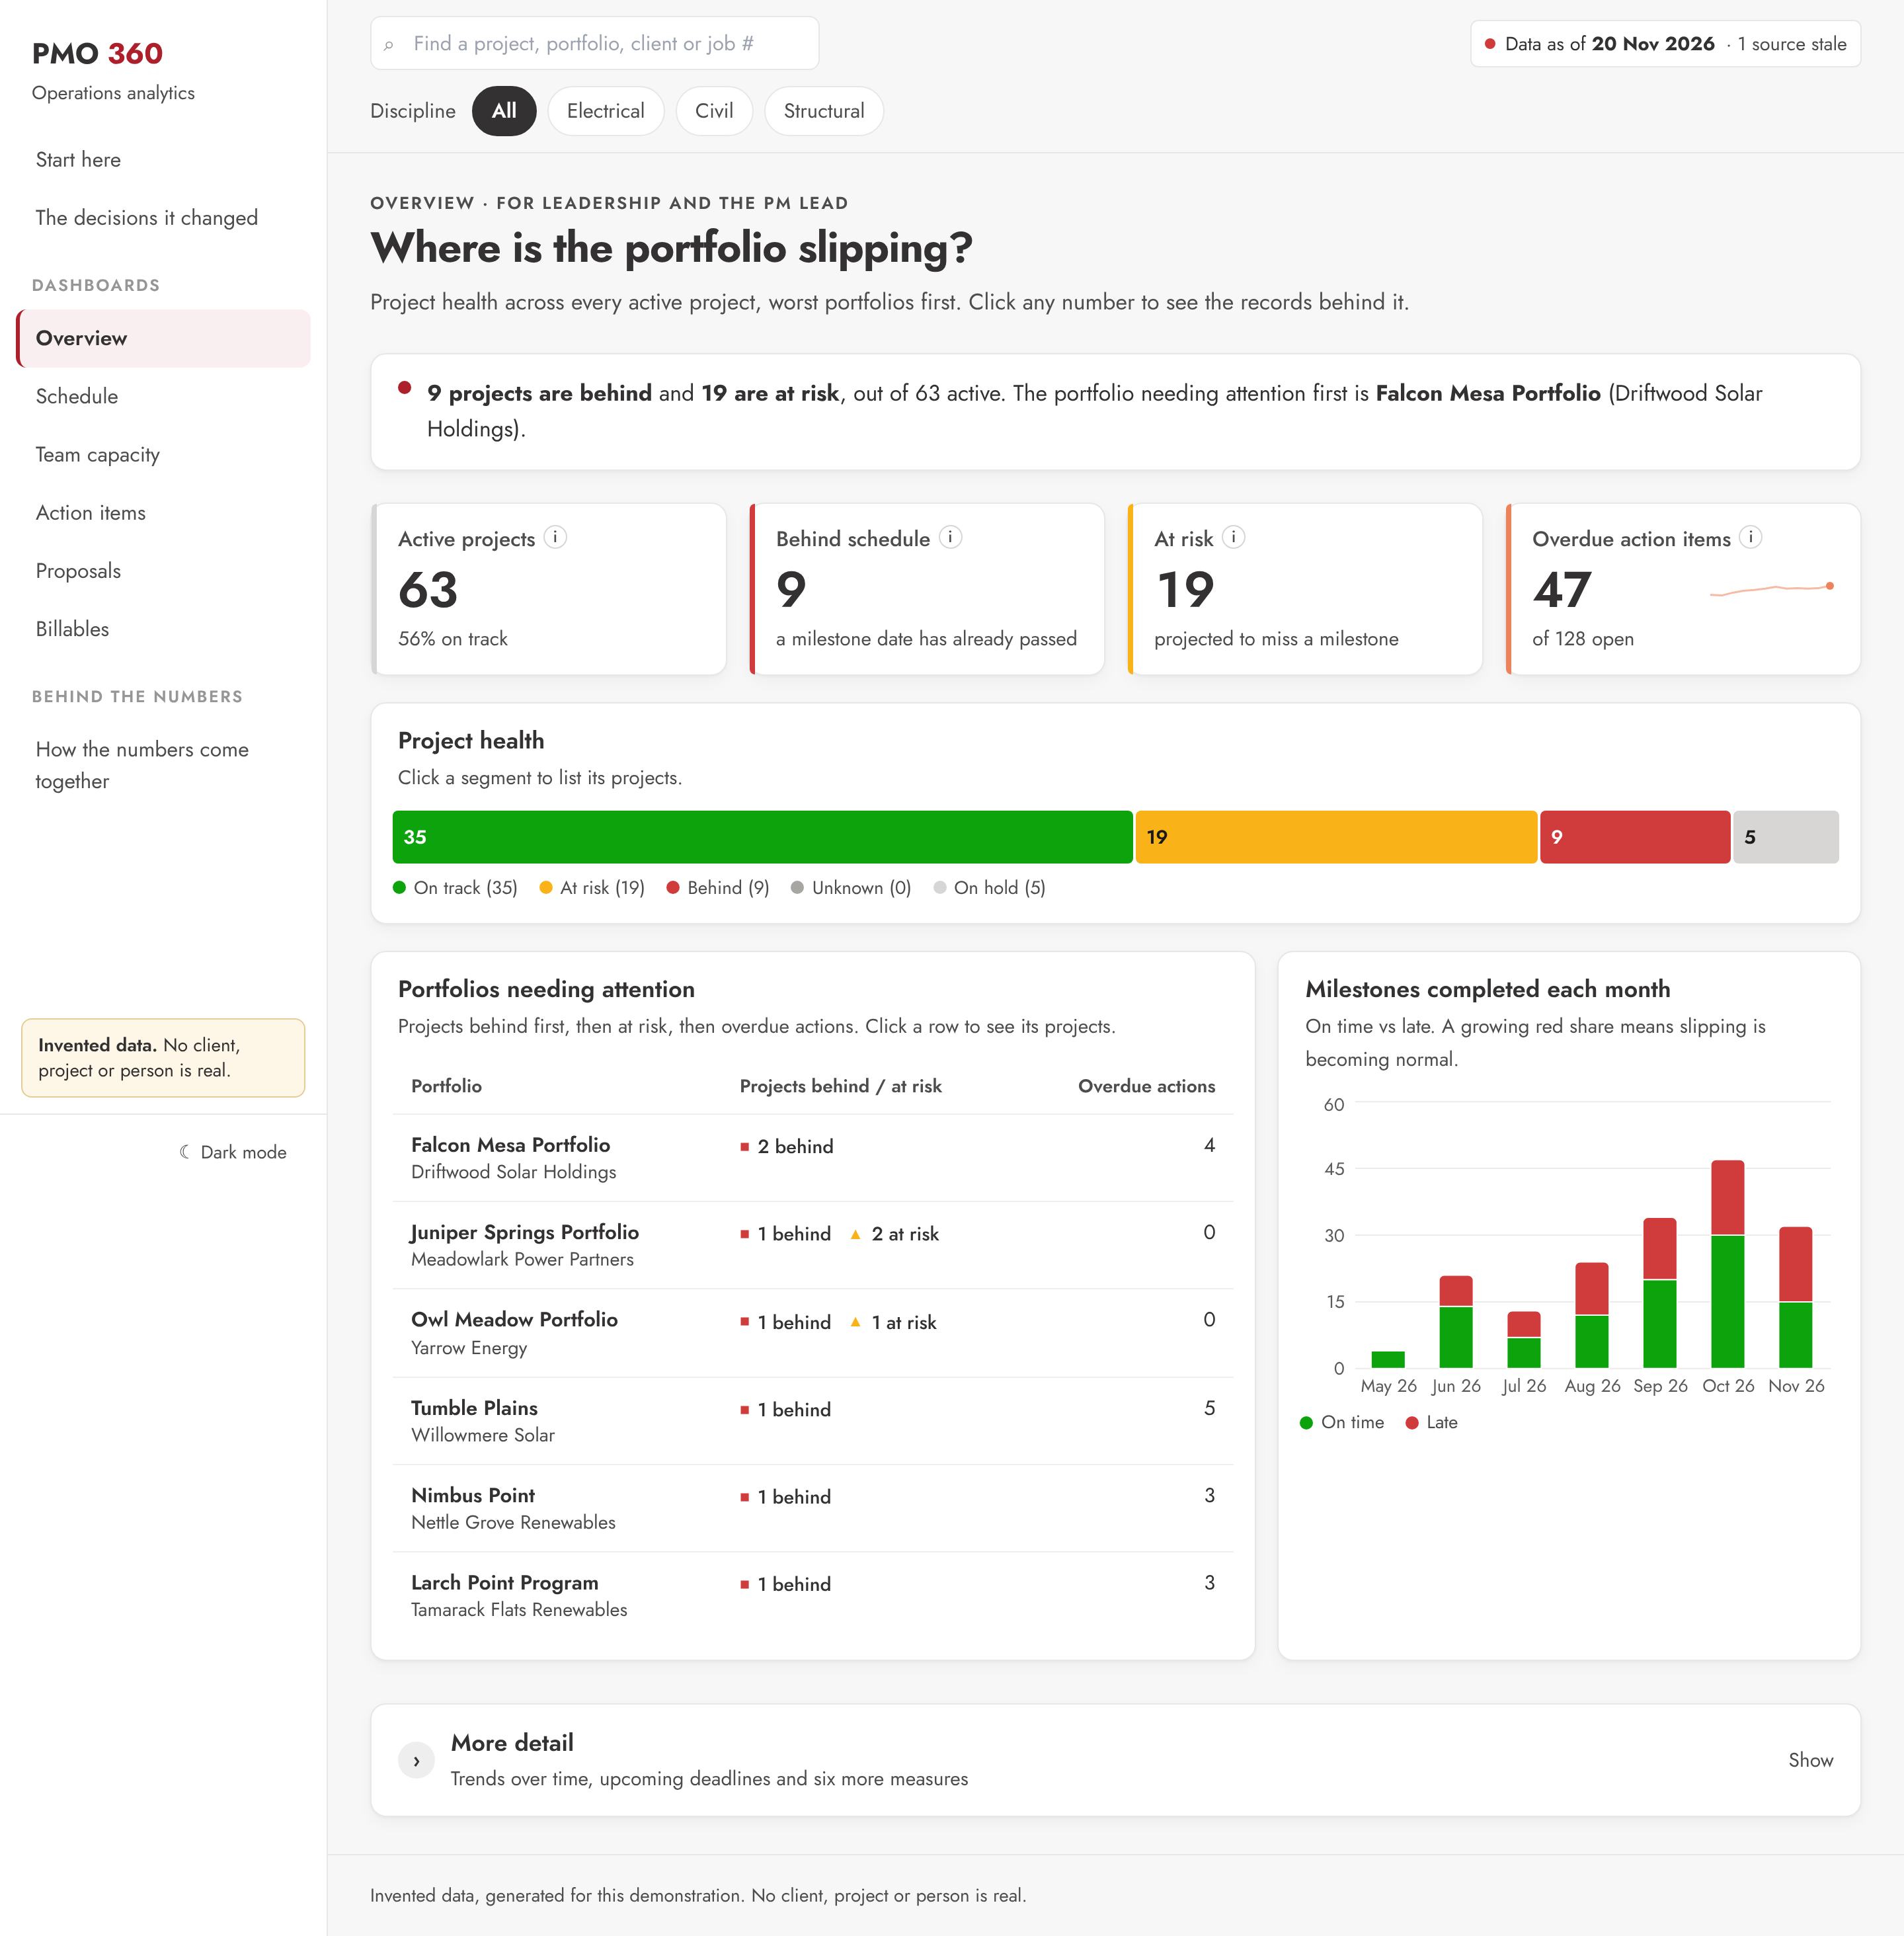 PMO 360
Operations analytics
Start here
The decisions it changed
DASHBOARDS
Overview
Schedule
Team capacity
Action items
Proposals
Billables
BEHIND THE NUMBERS
How the numbers come
together
Invented data. No client,
project or person is real.
☾ Dark mode
Find a project, portfolio, client or job #
Data as of 20 Nov 2026 · 1 source stale
Discipline All Electrical Civil Structural
OVERVIEW · FOR LEADERSHIP AND THE PM LEAD
Where is the portfolio slipping?
Project health across every active project, worst portfolios first. Click any number to see the records behind it.
9 projects are behind and 19 are at risk, out of 63 active. The portfolio needing attention first is Falcon Mesa Portfolio (Driftwood Solar
Holdings).
Active projects i
63
56% on track
Behind schedule i
9
a milestone date has already passed
At risk i
19
projected to miss a milestone
Overdue action items i
47
of 128 open
Project health
Click a segment to list its projects.
35 19 9 5
On track (35) At risk (19) Behind (9) Unknown (0) On hold (5)
Portfolios needing attention
Projects behind first, then at risk, then overdue actions. Click a row to see its projects.
Portfolio Projects behind / at risk Overdue actions
Falcon Mesa Portfolio 2 behind 4
Driftwood Solar Holdings
Juniper Springs Portfolio 1 behind 2 at risk 0
Meadowlark Power Partners
Owl Meadow Portfolio 1 behind 1 at risk 0
Yarrow Energy
Tumble Plains 1 behind 5
Willowmere Solar
Nimbus Point 1 behind 3
Nettle Grove Renewables
Larch Point Program 1 behind 3
Tamarack Flats Renewables
Milestones completed each month
On time vs late. A growing red share means slipping is
becoming normal.
60
45
30
15
0
May 26 Jun 26 Jul 26 Aug 26 Sep 26 Oct 26 Nov 26
On time Late
› More detail Show
Trends over time, upcoming deadlines and six more measures
Invented data, generated for this demonstration. No client, project or person is real.